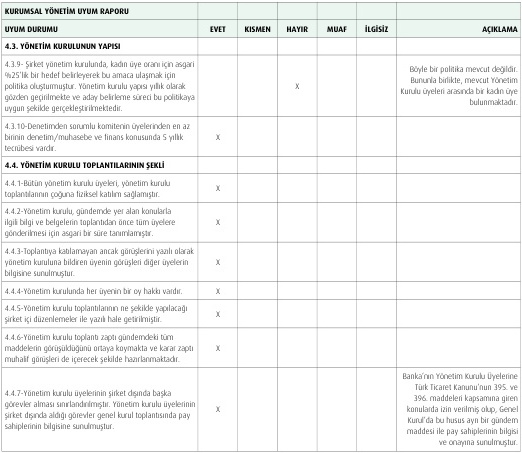 KURUMSAL YÖNETİM UYUM RAPORU
UYUM DURUMU EVET KISMEN HAYIR MUAF İLGİSİZ AÇIKLAMA
4.3. YÖNETİM KURULUNUN YAPISI
4.3.9- Şirket yönetim kurulunda, kadın üye oranı için asgari
%25'lik bir hedef belirleyerek bu amaca ulaşmak için
politika oluşturmuştur. Yönetim kurulu yapısı yıllık olarak
gözden geçirilmekte ve aday belirleme süreci bu politikaya
uygun şekilde gerçekleştirilmektedir.
X
Böyle bir politika mevcut değildir.
Bununla birlikte, mevcut Yönetim
Kurulu üyeleri arasında bir kadın üye
bulunmaktadır.
4.3.10-Denetimden sorumlu komitenin üyelerinden en az
birinin denetim/muhasebe ve finans konusunda 5 yıllık
tecrübesi vardır.
X
4.4. YÖNETİM KURULU TOPLANTILARININ ŞEKLİ
4.4.1-Bütün yönetim kurulu üyeleri, yönetim kurulu
toplantılarının çoğuna fiziksel katılım sağlamıştır.
X
4.4.2-Yönetim kurulu, gündemde yer alan konularla
ilgili bilgi ve belgelerin toplantıdan önce tüm üyelere
gönderilmesi için asgari bir süre tanımlamıştır.
X
4.4.3-Toplantıya katılamayan ancak görüşlerini yazılı olarak
yönetim kuruluna bildiren üyenin görüşleri diğer üyelerin
bilgisine sunulmuştur.
X
4.4.4-Yönetim kurulunda her üyenin bir oy hakkı vardır.
X
4.4.5-Yönetim kurulu toplantılarının ne şekilde yapılacağı
şirket içi düzenlemeler ile yazılı hale getirilmiştir.
X
4.4.6-Yönetim kurulu toplantı zaptı gündemdeki tüm
maddelerin görüşüldüğünü ortaya koymakta ve karar zaptı
muhalif görüşleri de içerecek şekilde hazırlanmaktadır.
X
4.4.7-Yönetim kurulu üyelerinin şirket dışında başka
görevler alması sınırlandırılmıştır. Yönetim kurulu üyelerinin
şirket dışında aldığı görevler genel kurul toplantısında pay
sahiplerinin bilgisine sunulmuştur.
X
Banka'nın Yönetim Kurulu Üyelerine
Türk Ticaret Kanunu'nun 395. ve
396. maddeleri kapsamına giren
konularda izin verilmiş olup, Genel
Kurul'da bu husus ayrı bir gündem
maddesi ile pay sahiplerinin bilgisi
ve onayına sunulmuştur.